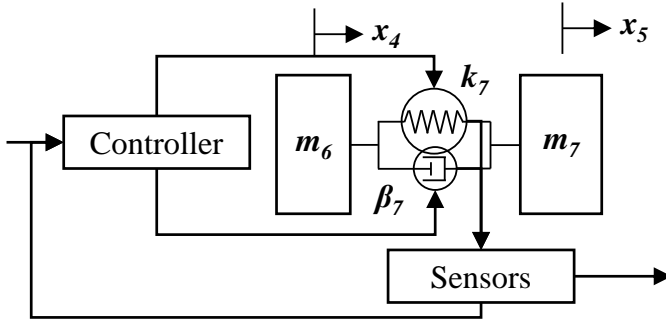 x4
x5
k7
Controller
m6
m7
β7
Sensors